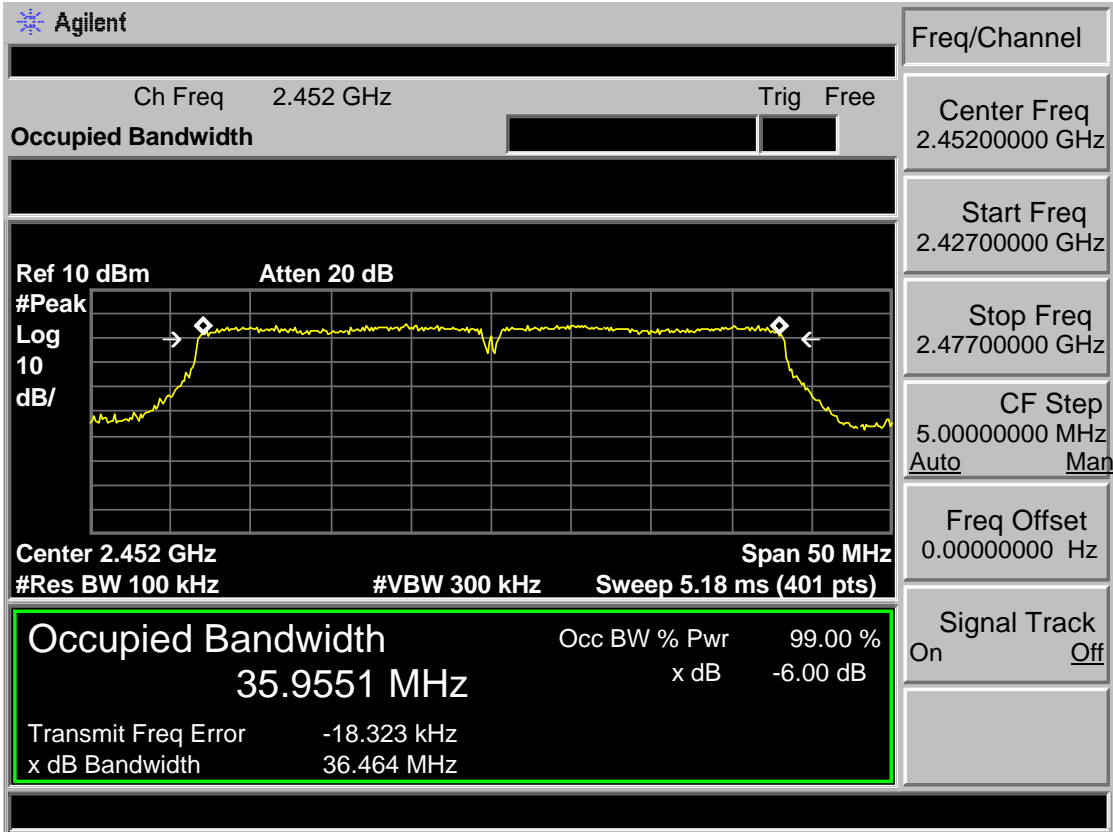 Agilent
Freq/Channel
Ch Freq 2.452 GHz Trig Free
Occupied Bandwidth
Center Freq
2.45200000 GHz
Start Freq
2.42700000 GHz
Stop Freq
2.47700000 GHz
CF Step
5.00000000 MHz
Auto Man
Freq Offset
0.00000000 Hz
Signal Track
On Off
Ref 10 dBm Atten 20 dB
#Peak
Log
10
dB/
Center 2.452 GHz Span 50 MHz
#Res BW 100 kHz #VBW 300 kHz Sweep 5.18 ms (401 pts)
Occupied Bandwidth Occ BW % Pwr 99.00 %
35.9551 MHz x dB -6.00 dB
Transmit Freq Error -18.323 kHz
x dB Bandwidth 36.464 MHz